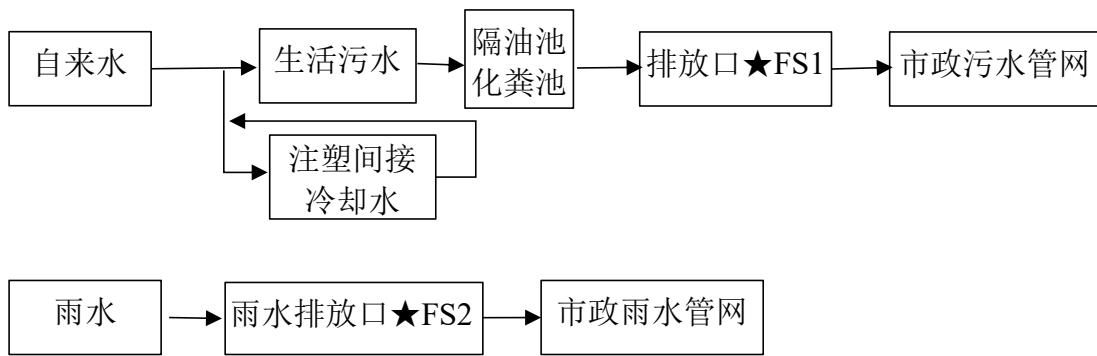 自来水
生活污水
隔油池
化粪池
排放口★FS1
市政污水管网
注塑间接
冷却水
雨水
雨水排放口★FS2
市政雨水管网